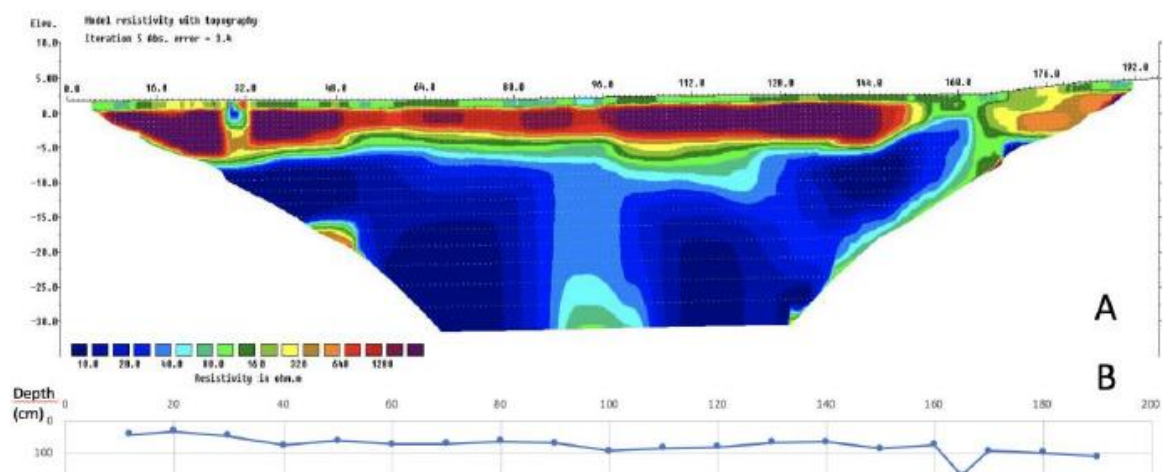 Elev. Model resistivity with topography
Iteration 5 Abs. error = 3.4
10.0
5.00
0.0 16.0 32.0 48.0 64.0 80.0 96.0 112.0 128.0 144.0 160.0 176.0 192.0
0.0
-5.0
-10.0
-15.0
-20.0
-25.0
-30.0
A
10.0 20.0 40.0 80.0 160 320 640 1280
Resistivity in ohm.m
B
Depth
(cm)
0 20 40 60 80 100 120 140 160 180 200
0
100